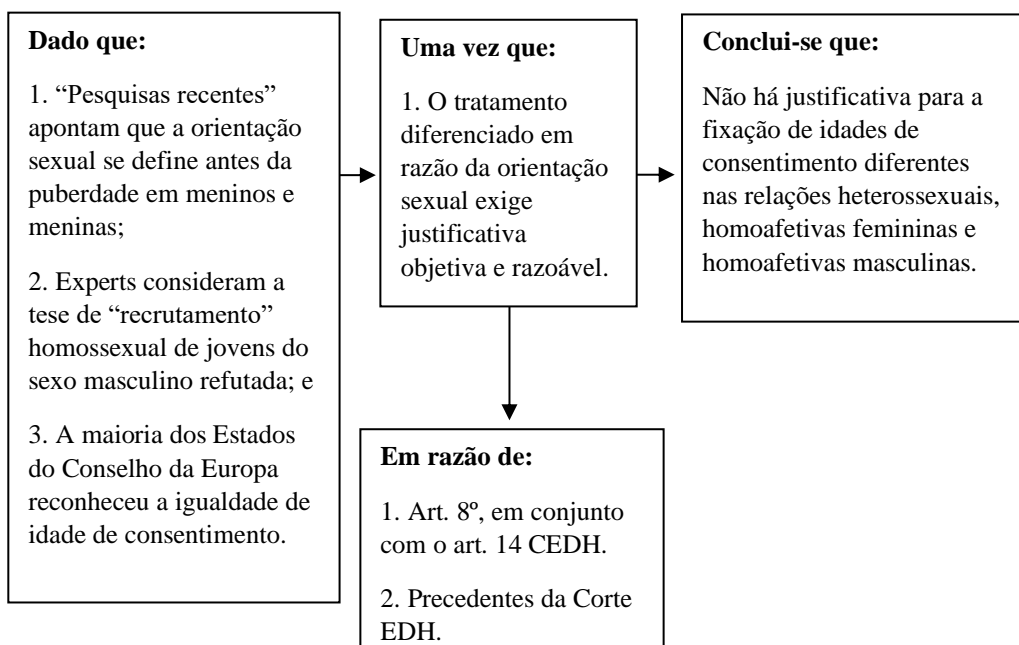 Dado que:
1. “Pesquisas recentes”
apontam que a orientação
sexual se define antes da
puberdade em meninos e
meninas;
2. Experts consideram a
tese de “recrutamento”
homossexual de jovens do
sexo masculino refutada; e
3. A maioria dos Estados
do Conselho da Europa
reconheceu a igualdade de
idade de consentimento.
Uma vez que:
1. O tratamento
diferenciado em
razão da orientação
sexual exige
justificativa
objetiva e razoável.
Conclui-se que:
Não há justificativa para a
fixação de idades de
consentimento diferentes
nas relações heterossexuais,
homoafetivas femininas e
homoafetivas masculinas.
Em razão de:
1. Art. 8º, em conjunto
com o art. 14 CEDH.
2. Precedentes da Corte
EDH.